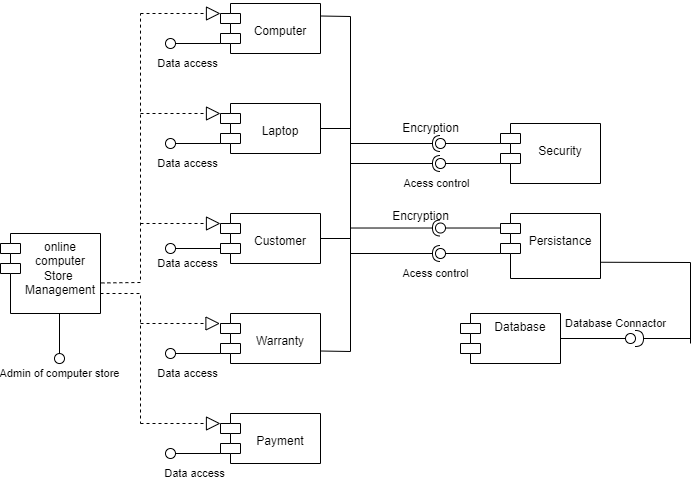 Computer
Data access
Laptop
Data access
Encryption
Security
Acess control
Customer
Data access
Encryption
Persistance
Acess control
online
computer
Store
Management
Admin of computer store
Warranty
Data access
Database
Database Connactor
Payment
Data access